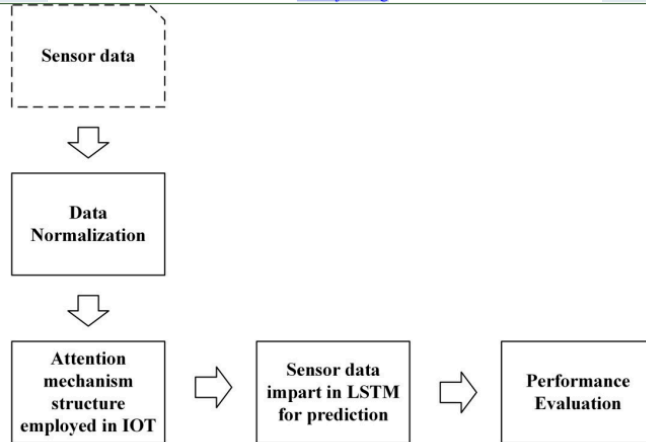 Sensor data
Data
Normalization
Attention
mechanism
structure
employed in IOT
Sensor data
impart in LSTM
for prediction
Performance
Evaluation